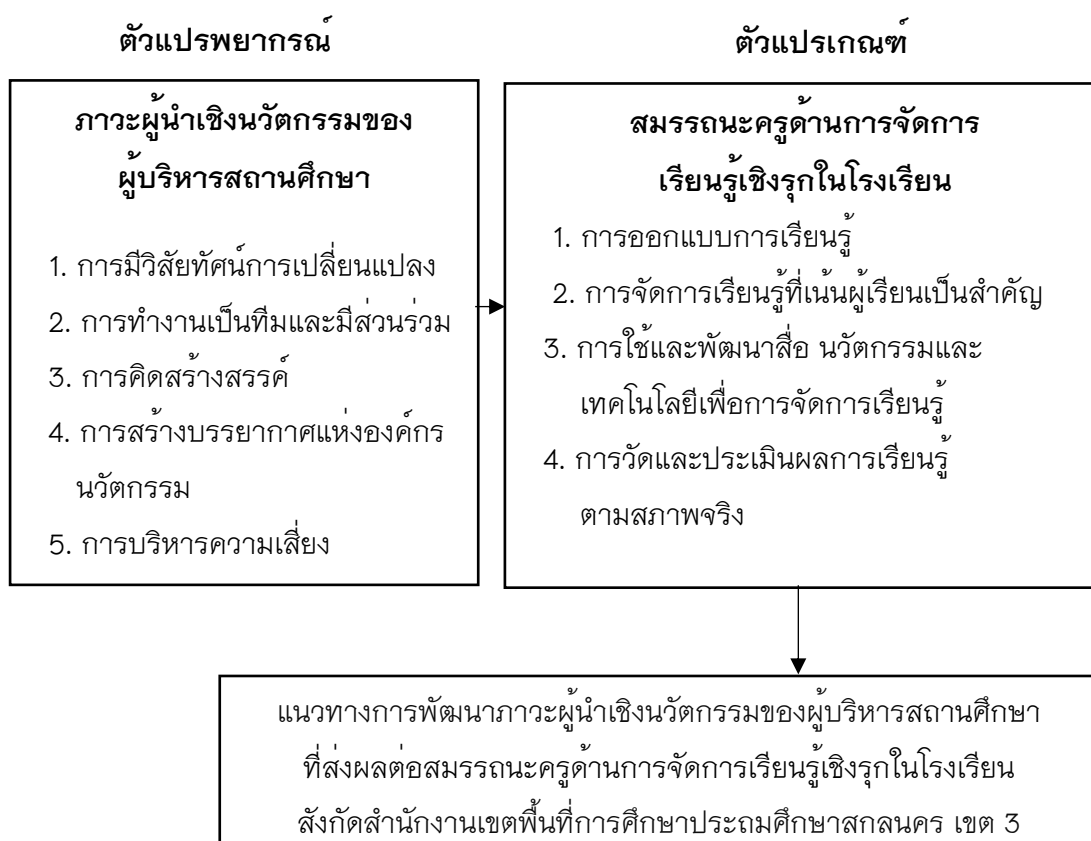 ตัวแปรพยากรณ์
ภาวะผู้นำเชิงนวัตกรรมของ
ผู้บริหารสถานศึกษา
1. การมีวิสัยทัศน์การเปลี่ยนแปลง
2. การทำงานเป็นทีมและมีส่วนร่วม
3. การคิดสร้างสรรค์
4. การสร้างบรรยากาศแห่งองค์กร
นวัตกรรม
5. การบริหารความเสี่ยง
ตัวแปรเกณฑ์
สมรรถนะครูด้านการจัดการ
เรียนรู้เชิงรุกในโรงเรียน
1. การออกแบบการเรียนรู้
2. การจัดการเรียนรู้ที่เน้นผู้เรียนเป็นสำคัญ
3. การใช้และพัฒนาสื่อ นวัตกรรมและ
เทคโนโลยีเพื่อการจัดการเรียนรู้
4. การวัดและประเมินผลการเรียนรู้
ตามสภาพจริง
แนวทางการพัฒนาภาวะผู้นำเชิงนวัตกรรมของผู้บริหารสถานศึกษา
ที่ส่งผลต่อสมรรถนะครูด้านการจัดการเรียนรู้เชิงรุกในโรงเรียน
สังกัดสำนักงานเขตพื้นที่การศึกษาประถมศึกษาสกลนคร เขต 3